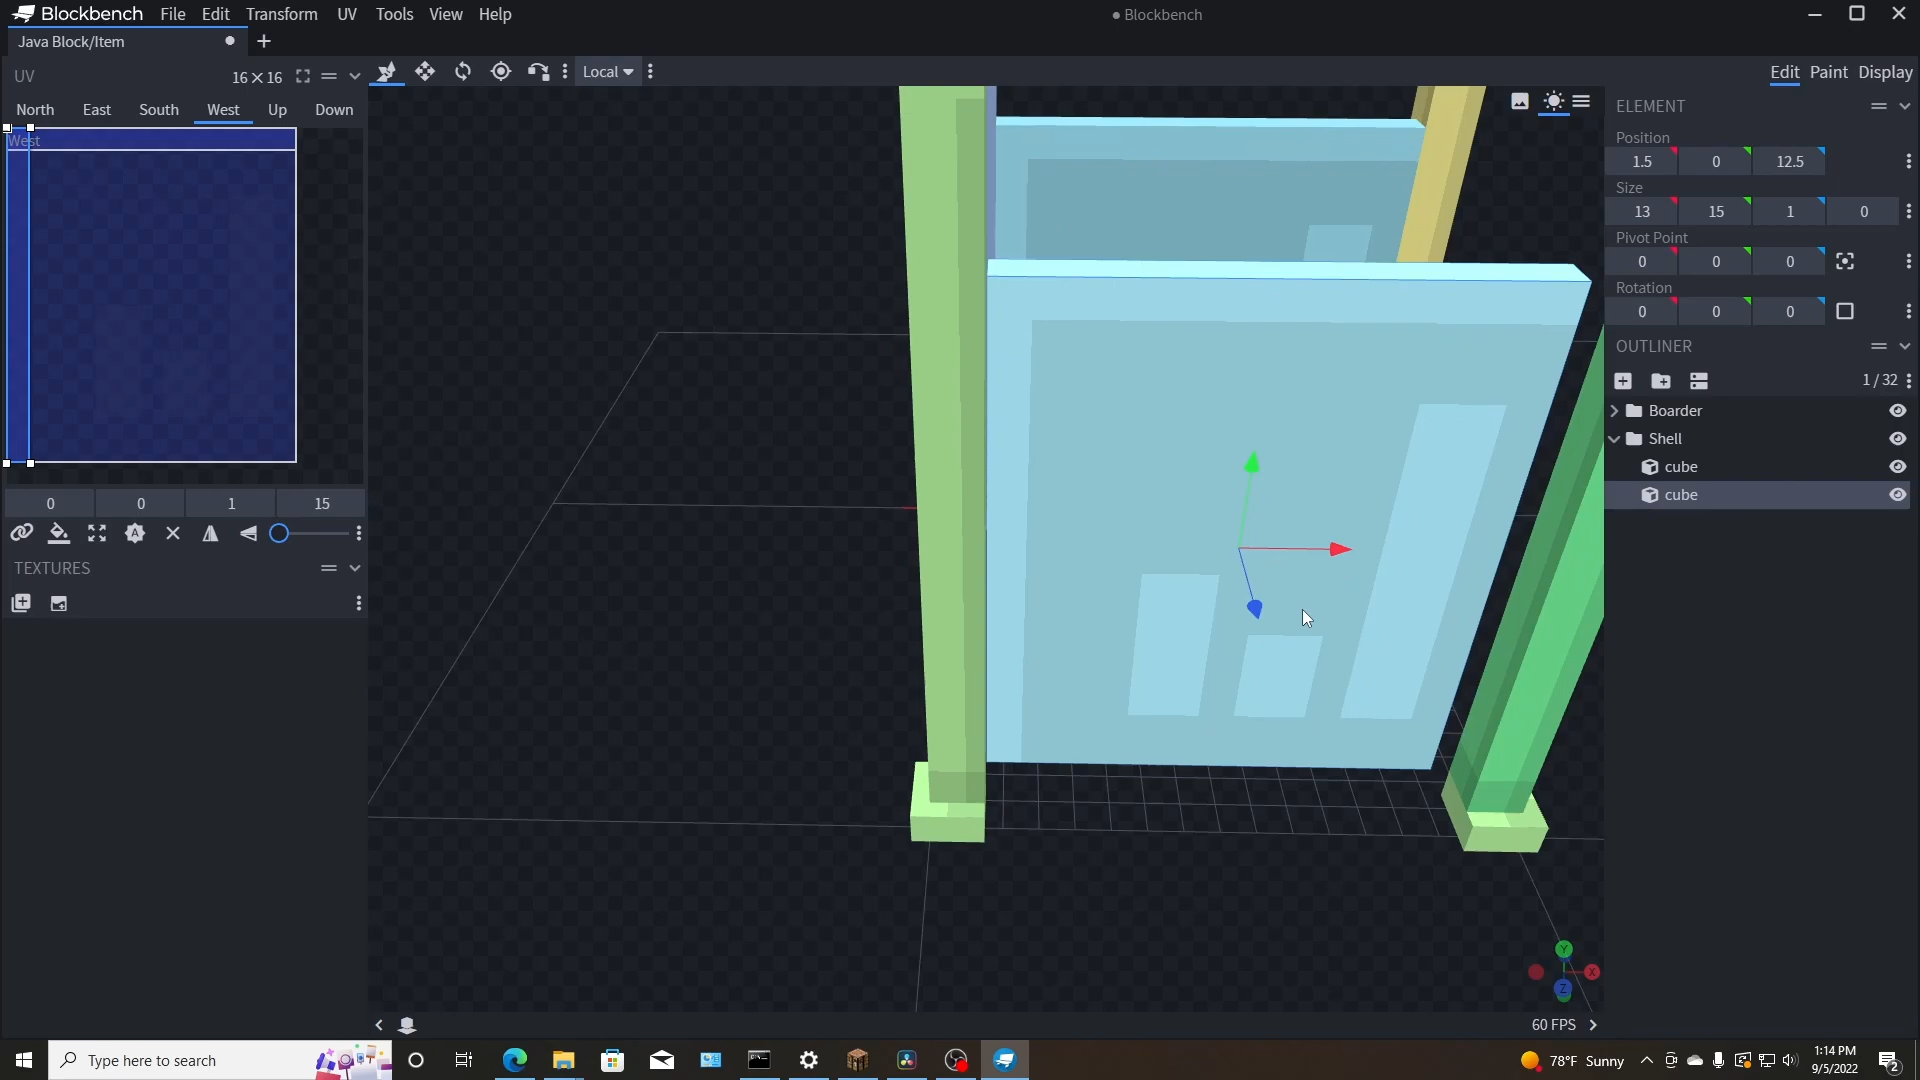 Blockbench File Edit Transform UV Tools View Help
● Blockbench
Java Block/Item
UV
16×16
Local
Edit Paint Display
North East South West Up Down
West
ELEMENT
Position
1.5 0 12.5
Size
13 15 1 0
Pivot Point
0 0 0
Rotation
0 0 0
OUTLINER
1 / 32
Boarder
Shell
cube
cube
0 0 1 15
TEXTURES
Y
X
Z
60 FPS
Type here to search
78°F Sunny
1:14 PM
9/5/2022
2